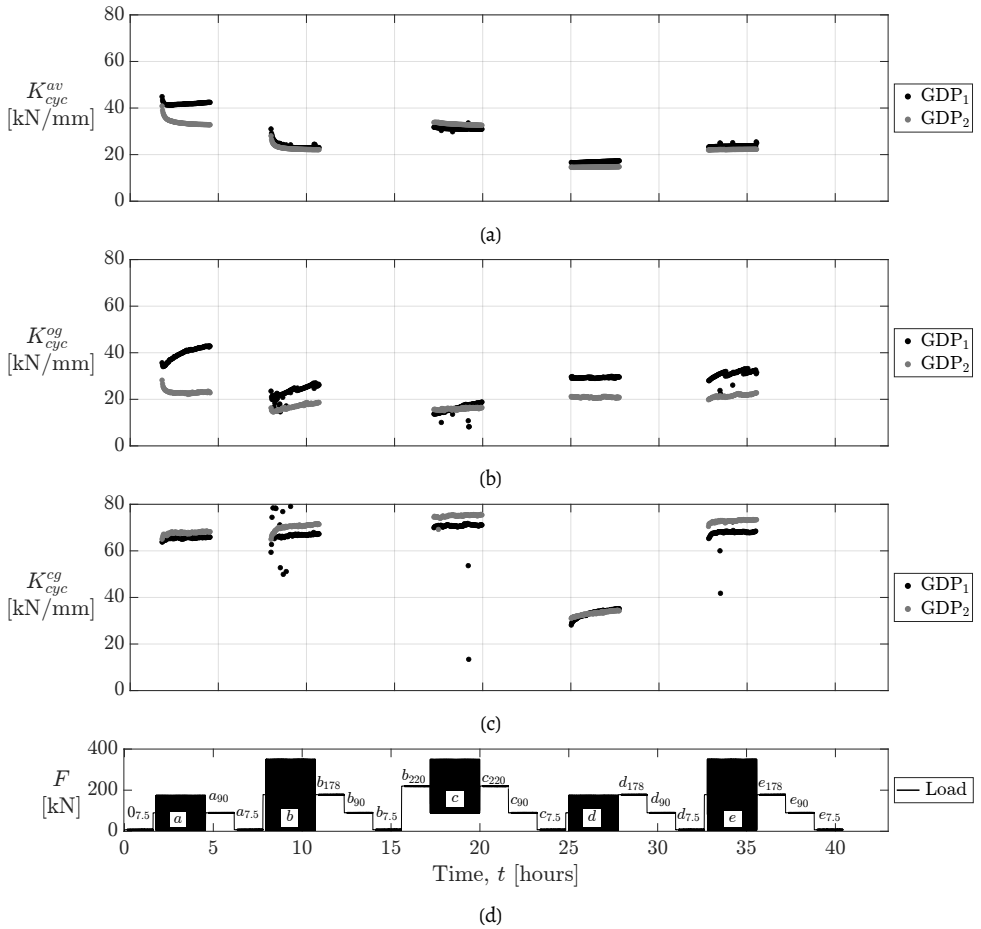 80
60
40
20
0
K_{cyc}^{av}
[kN/mm]
GDP₁
GDP₂
(a)
80
60
40
20
0
K_{cyc}^{og}
[kN/mm]
GDP₁
GDP₂
(b)
80
60
40
20
0
K_{cyc}^{cg}
[kN/mm]
GDP₁
GDP₂
(c)
400
200
0
F
[kN]
0_{7.5}
a
a_{90}
a_{7.5}
b
b_{178}
b_{90}
b_{7.5}
b_{220}
c
c_{220}
c_{90}
c_{7.5}
d
d_{178}
d_{90}
d_{7.5}
e
e_{178}
e_{90}
e_{7.5}
Load
0 5 10 15 20 25 30 35 40
Time, t [hours]
(d)